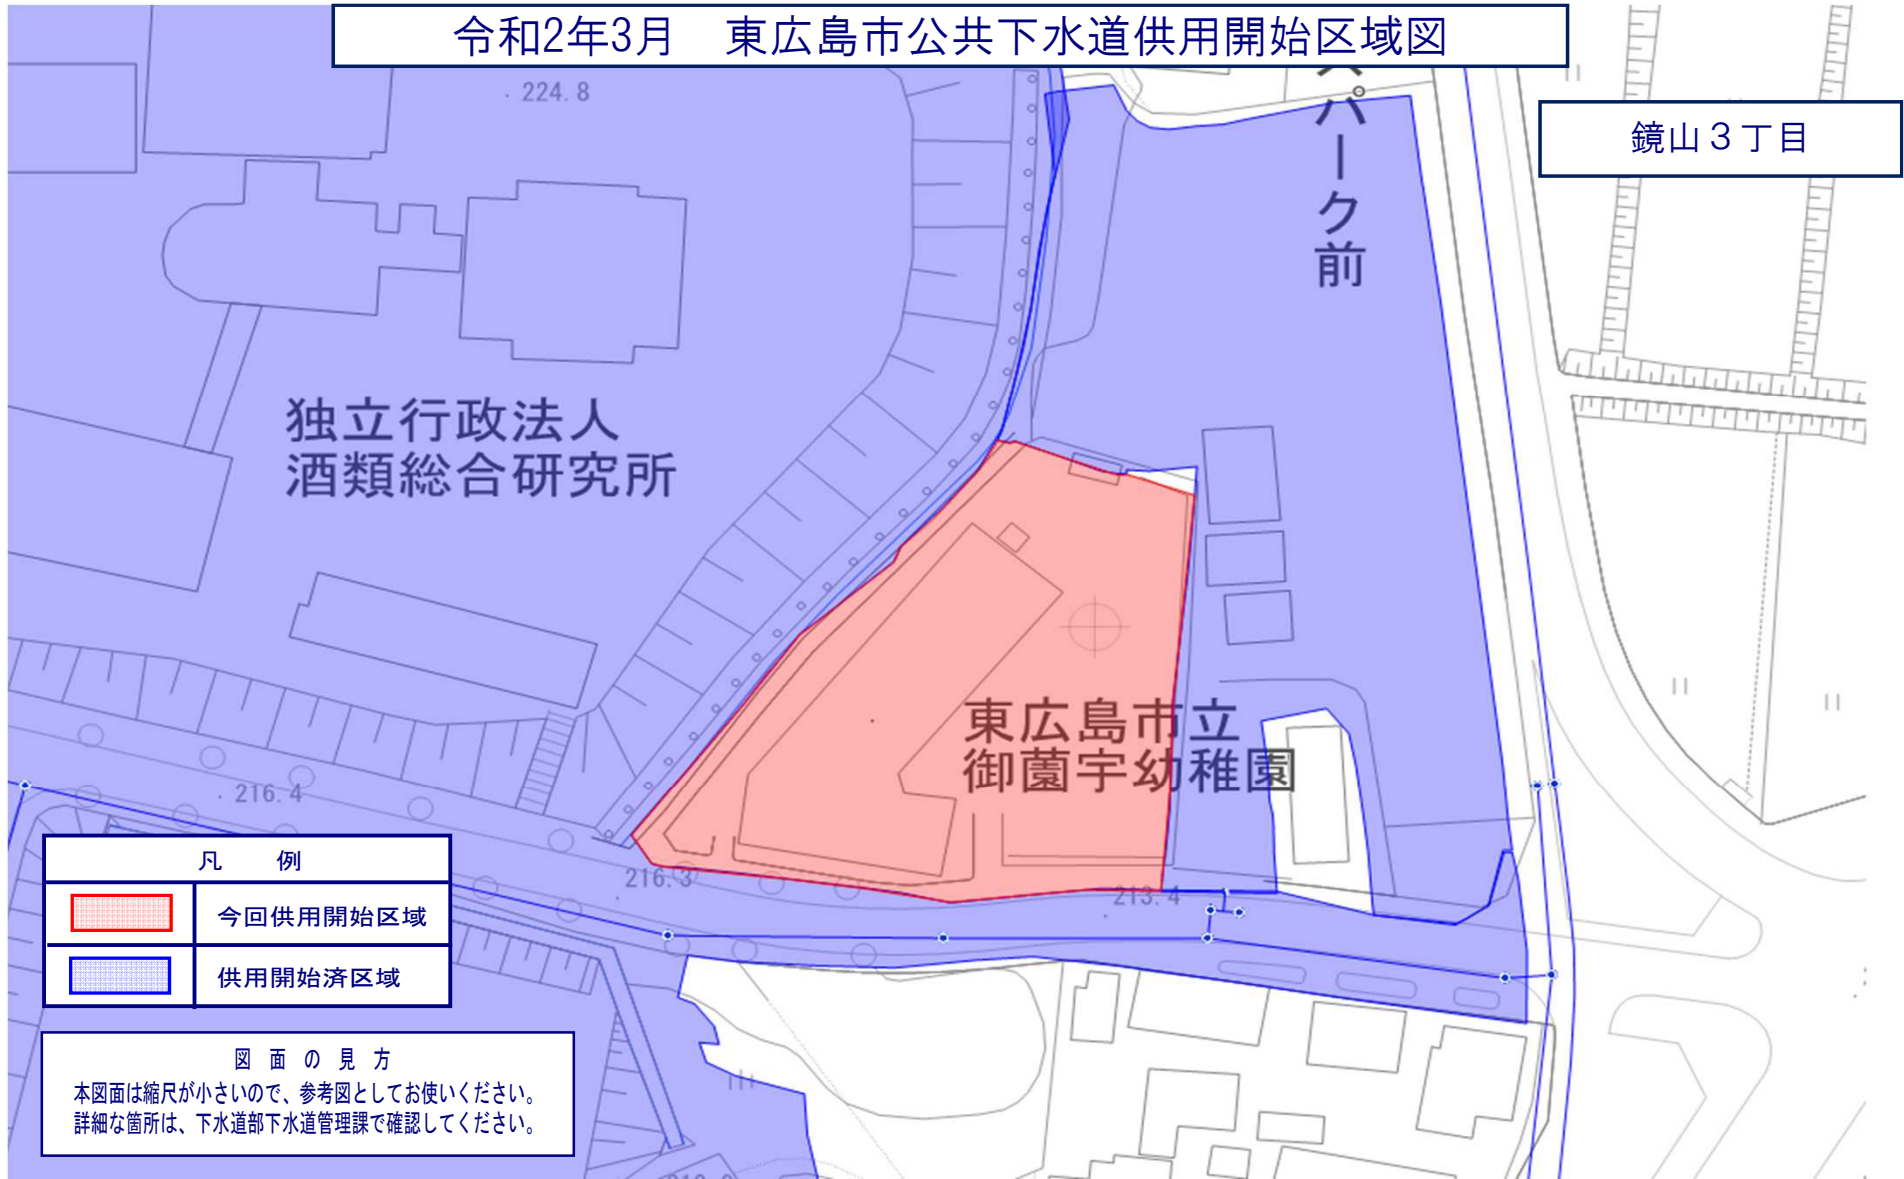 令和2年3月　東広島市公共下水道供用開始区域図
鏡山３丁目
224.8
パーク前
独立行政法人
酒類総合研究所
東広島市立
御薗宇幼稚園
216.4
216.3
213.4
凡　例
今回供用開始区域
供用開始済区域
図　面　の　見　方
本図面は縮尺が小さいので、参考図としてお使いください。
詳細な箇所は、下水道部下水道管理課で確認してください。